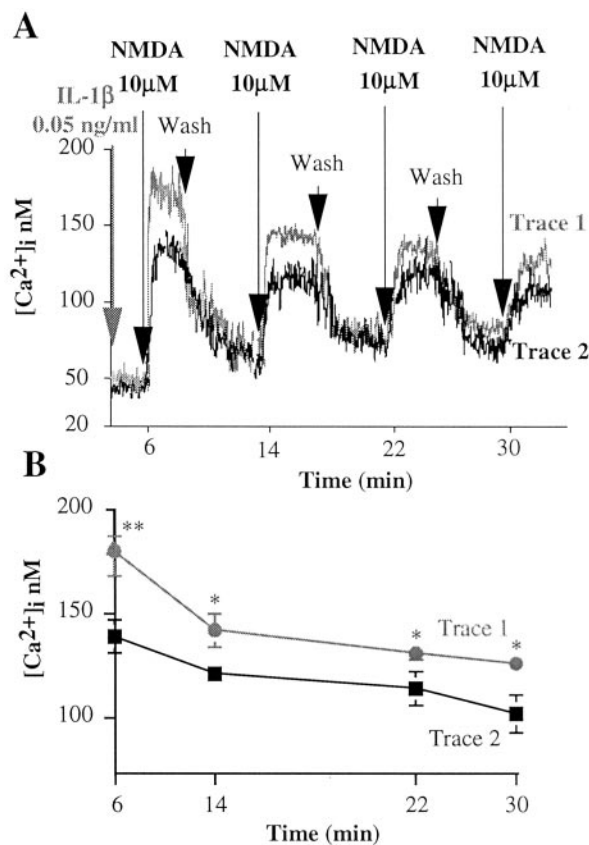 A
NMDA NMDA NMDA NMDA
10μM 10μM 10μM 10μM
IL-1β
0.05 ng/ml
Wash
Wash
Wash
200
150
100
50
20
[Ca²⁺]i nM
Trace 1
Trace 2
6 14 22 30
Time (min)
B
200
150
100
[Ca²⁺]i nM
**
*
*
*
Trace 1
Trace 2
6 14 22 30
Time (min)